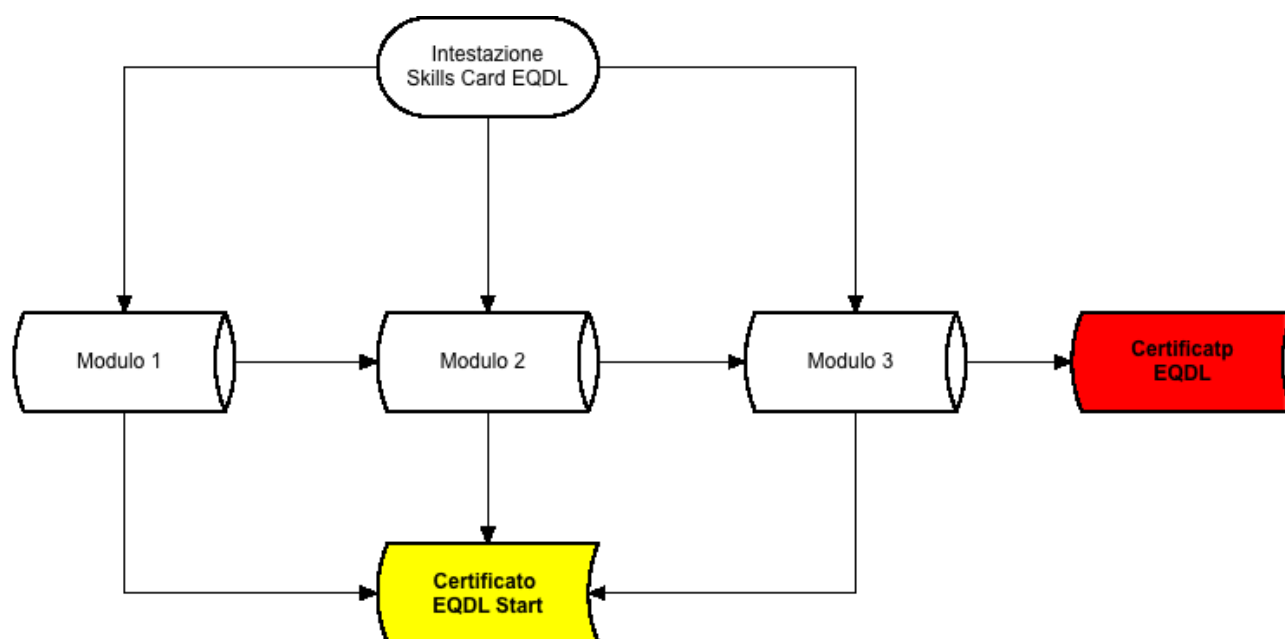 Intestazione
Skills Card EQDL
Modulo 1
Modulo 2
Modulo 3
Certificatp
EQDL
Certificato
EQDL Start